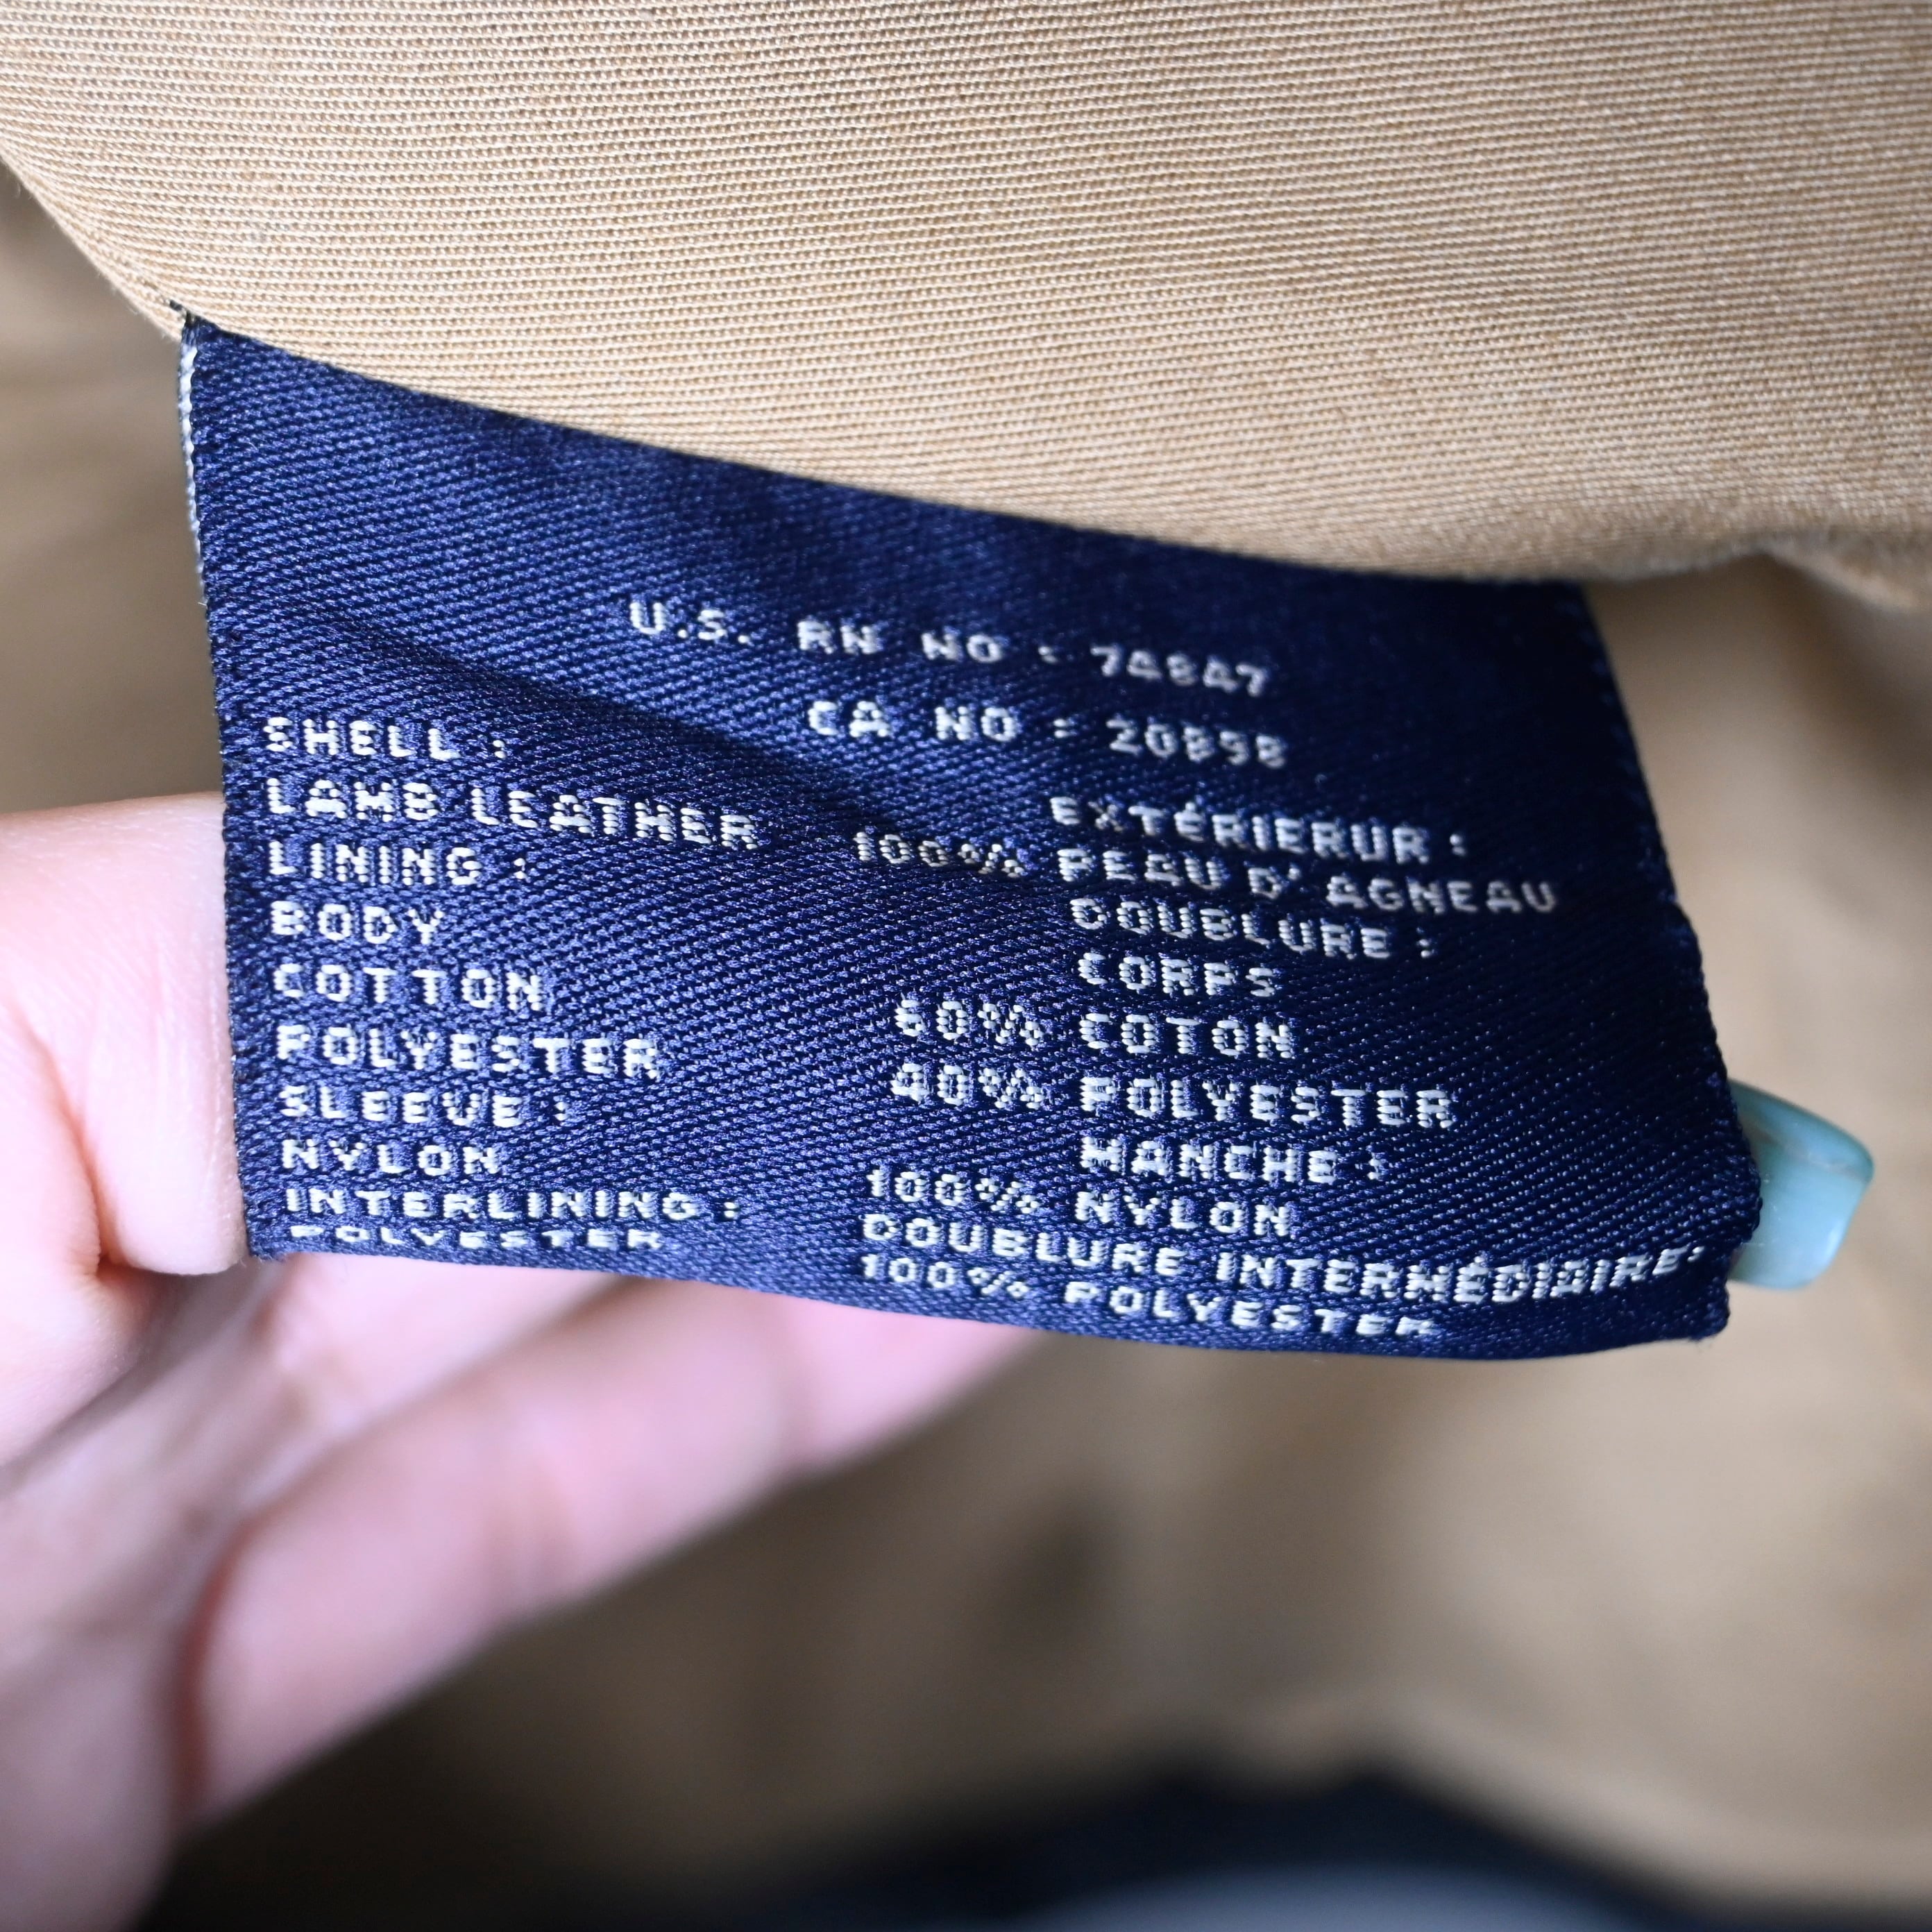 U.S. RN NO : 74847
CA NO : 20898
SHELL : EXTÉRIERUR :
LAMB LEATHER 100% PEAU D'AGNEAU
LINING : DOUBLURE :
BODY CORPS
COTTON 60% COTON
POLYESTER 40% POLYESTER
SLEEVE : MANCHE :
NYLON 100% NYLON
INTERLINING : DOUBLURE INTERMÉDIAIRE:
POLYESTER 100% POLYESTER